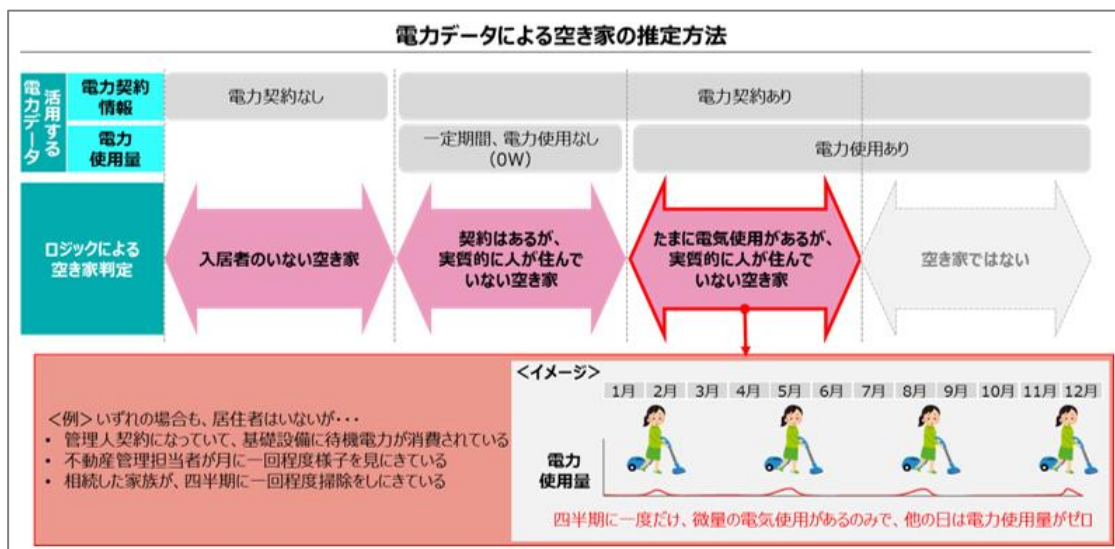 電力データによる空き家の推定方法
活用する
電力データ
電力契約
情報
電力契約なし
電力契約あり
電力
使用量
一定期間、電力使用なし
(0W)
電力使用あり
ロジックによる
空き家判定
入居者のいない空き家
契約はあるが、
実質的に人が住んで
いない空き家
たまに電気使用があるが、
実質的に人が住んで
いない空き家
空き家ではない
<例>いずれの場合も、居住者はいないが・・・
• 管理人契約になっていて、基礎設備に待機電力が消費されている
• 不動産管理担当者が月に一回程度様子を見にきている
• 相続した家族が、四半期に一回程度掃除をしにきている
<イメージ>
1月 2月 3月 4月 5月 6月 7月 8月 9月 10月 11月 12月
電力
使用量
四半期に一度だけ、微量の電気使用があるのみで、他の日は電力使用量がゼロ